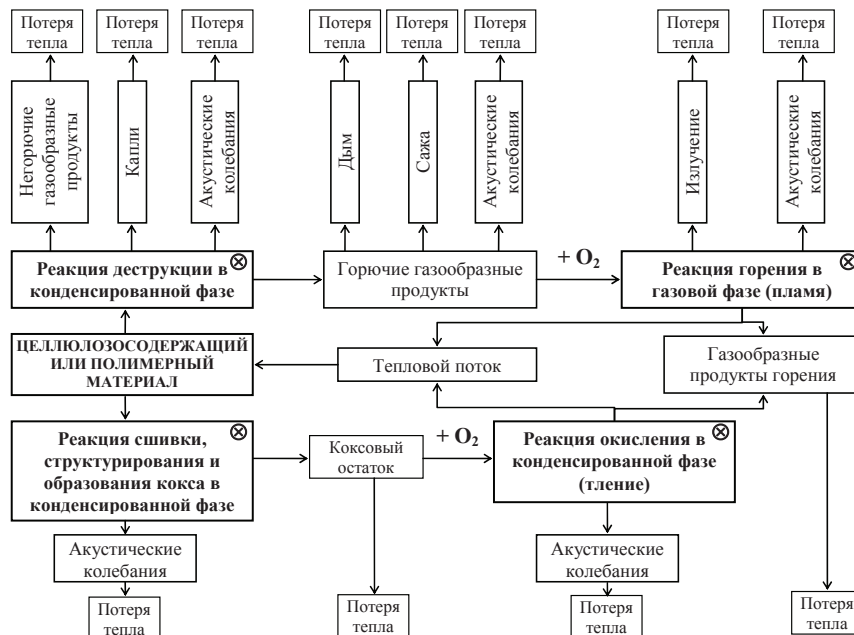 Потеря
тепла
Потеря
тепла
Потеря
тепла
Потеря
тепла
Потеря
тепла
Потеря
тепла
Потеря
тепла
Потеря
тепла
Негорючие
газообразные
продукты
Капли
Акустические
колебания
Дым
Сажа
Акустические
колебания
Излучение
Акустические
колебания
Реакция деструкции в
конденсированной фазе
Горючие газообразные
продукты
+ O₂
Реакция горения в
газовой фазе (пламя)
ЦЕЛЛЮЛОЗОСОДЕРЖАЩИЙ
ИЛИ ПОЛИМЕРНЫЙ
МАТЕРИАЛ
Тепловой поток
Газообразные
продукты горения
Реакция сшивки,
структурирования и
образования кокса в
конденсированной фазе
Коксовый
остаток
+ O₂
Реакция окисления в
конденсированной фазе
(тление)
Акустические
колебания
Акустические
колебания
Потеря
тепла
Потеря
тепла
Потеря
тепла
Потеря
тепла